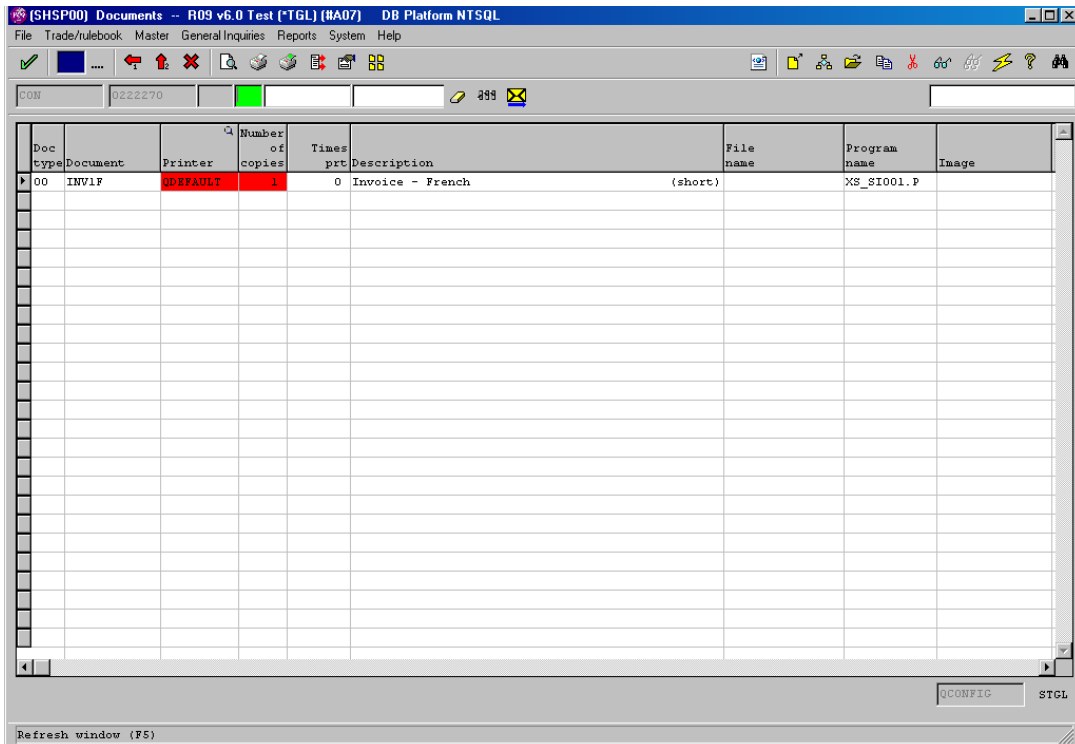 (SHSP00) Documents -- R09 v6.0 Test (*TGL) (#A07) DB Platform NTSQL
File Trade/rulebook Master General Inquiries Reports System Help
CON 0222270
Doc type Document Printer Number of copies Times prt Description File name Program name Image
00 INV1F QDEFAULT 1 0 Invoice - French (short) XS_SI001.P
QCONFIG STGL
Refresh window (F5)